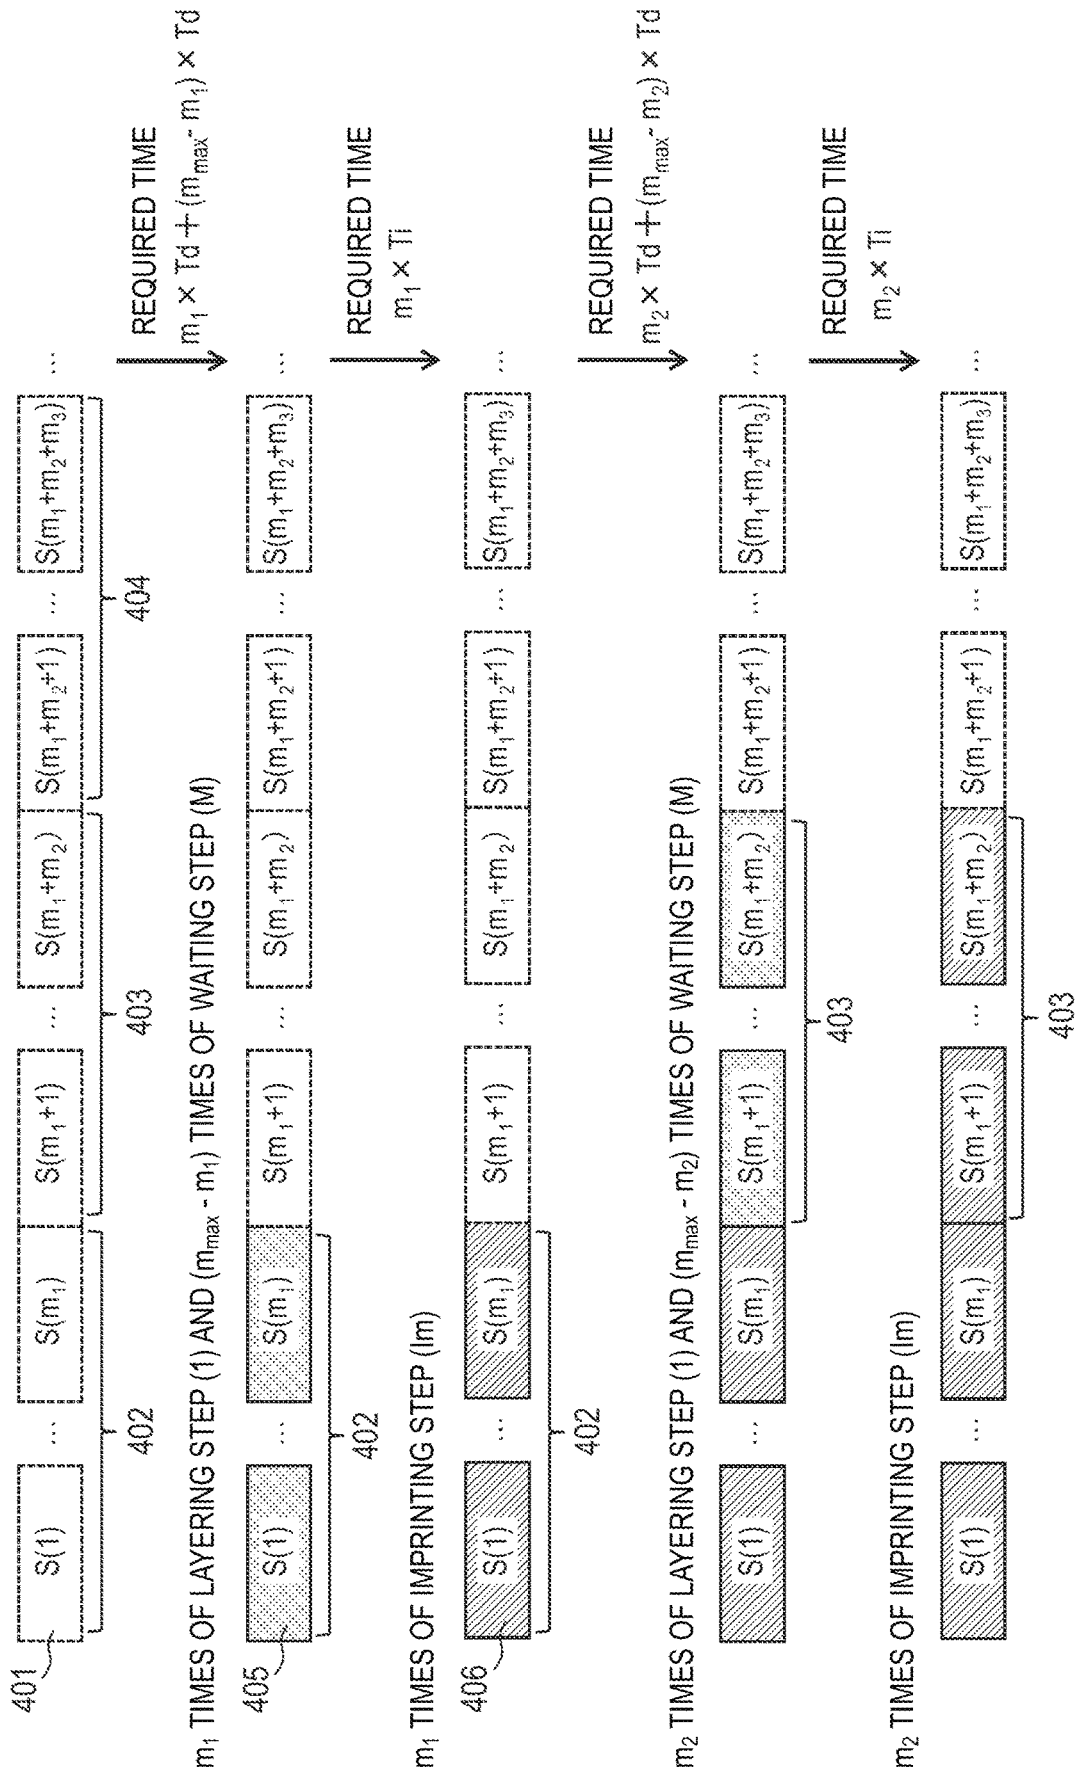 401
S(1) ... S(m₁) S(m₁+1) ... S(m₁+m₂) S(m₁+m₂+1) ... S(m₁+m₂+m₃) ...
402 403 404
REQUIRED TIME
m₁ × Td + (m_max- m₁) × Td
m₁ TIMES OF LAYERING STEP (1) AND (m_max - m₁) TIMES OF WAITING STEP (M)
405
S(1) ... S(m₁) S(m₁+1) ... S(m₁+m₂) S(m₁+m₂+1) ... S(m₁+m₂+m₃) ...
402
REQUIRED TIME
m₁ × Ti
m₁ TIMES OF IMPRINTING STEP (Im)
406
S(1) ... S(m₁) S(m₁+1) ... S(m₁+m₂) S(m₁+m₂+1) ... S(m₁+m₂+m₃) ...
402
REQUIRED TIME
m₂ × Td + (m_max- m₂) × Td
m₂ TIMES OF LAYERING STEP (1) AND (m_max - m₂) TIMES OF WAITING STEP (M)
S(1) ... S(m₁) S(m₁+1) ... S(m₁+m₂) S(m₁+m₂+1) ... S(m₁+m₂+m₃) ...
403
REQUIRED TIME
m₂ × Ti
m₂ TIMES OF IMPRINTING STEP (Im)
S(1) ... S(m₁) S(m₁+1) ... S(m₁+m₂) S(m₁+m₂+1) ... S(m₁+m₂+m₃) ...
403